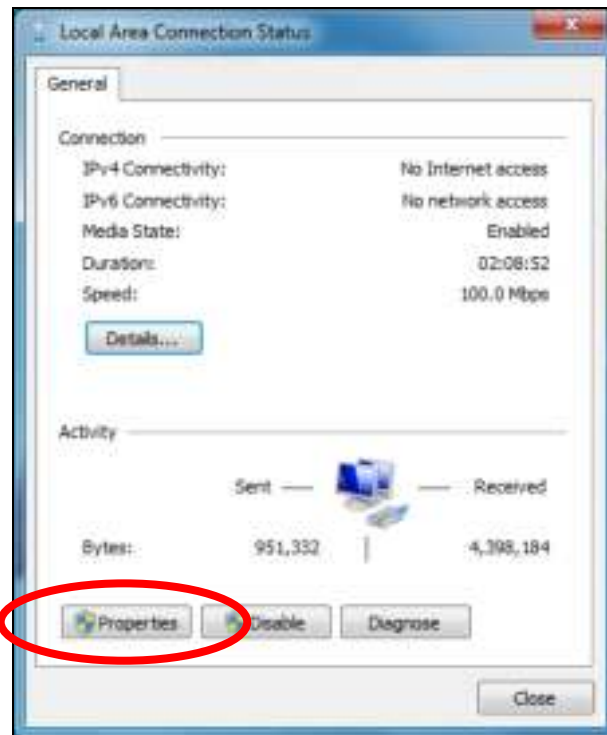 Local Area Connection Status
General
Connection
IPv4 Connectivity: No Internet access
IPv6 Connectivity: No network access
Media State: Enabled
Duration: 02:08:52
Speed: 100.0 Mbps
Details...
Activity
Sent Received
Bytes: 951,332 4,398,184
Properties Disable Diagnose
Close